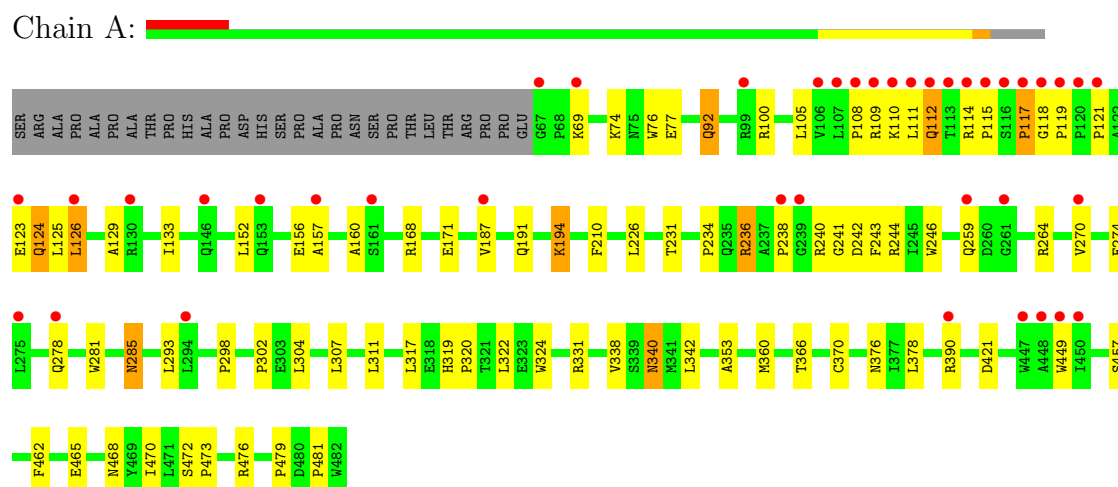 Chain A:
SER ARG ALA PRO ALA PRO ALA THR PRO HIS ALA PRO ASP HIS SER PRO ALA PRO ASN SER PRO THR LEU THR ARG PRO PRO GLU G67 P68 K69 K74 N75 W76 E77 Q92 R99 R100 L105 V106 L107 P108 R109 K110 L111 Q112 T113 R114 P115 S116 P117 G118 P119 P120 P121 A122
E123 Q124 L125 L126 A129 R130 I133 Q146 L152 Q153 E156 A157 A160 S161 R168 E171 V187 Q191 K194 F210 L226 T231 P234 Q235 R236 A237 P238 G239 R240 G241 D242 F243 R244 I245 W246 Q259 D260 G261 R264 V270
L275 Q278 W281 N285 L293 L294 P298 P302 E303 L304 L307 L311 L317 E318 H319 P320 T321 L322 E323 W324 R331 V338 S339 N340 M341 L342 A353 M360 T366 C370 N376 I377 L378 R390 D421 W447 A448 W449 I450 S457
F462 E465 N468 Y469 I470 L471 S472 P473 R476 P479 D480 P481 W482